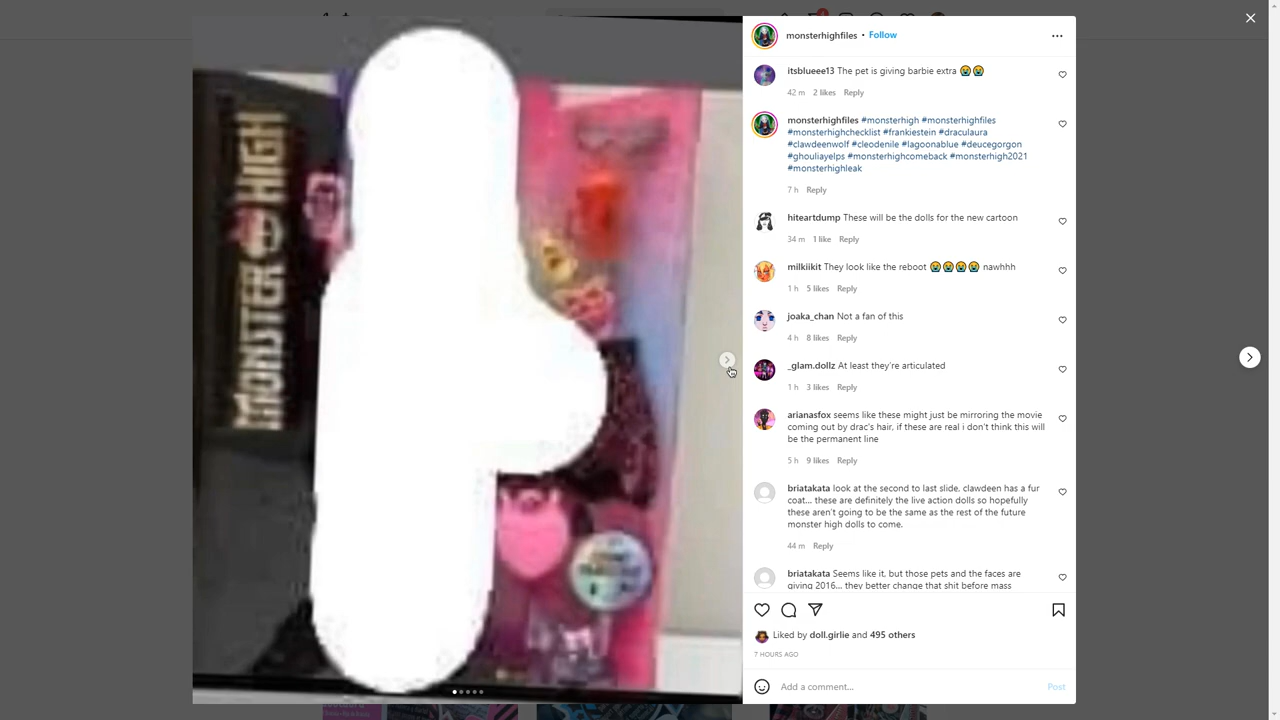 MONSTER HIGH
monsterhighfiles • Follow
itsblueee13 The pet is giving barbie extra 😭😭
42 m 2 likes Reply
monsterhighfiles #monsterhigh #monsterhighfiles
#monsterhighchecklist #frankiestein #draculaura
#clawdeenwolf #cleodenile #lagoonablue #deucegorgon
#ghouliayelps #monsterhighcomeback #monsterhigh2021
#monsterhighleak
7 h Reply
hiteartdump These will be the dolls for the new cartoon
34 m 1 like Reply
milkiikit They look like the reboot 😭😭😭😭 nawhhh
1 h 5 likes Reply
joaka_chan Not a fan of this
4 h 8 likes Reply
_glam.dollz At least they're articulated
1 h 3 likes Reply
arianasfox seems like these might just be mirroring the movie
coming out by drac's hair, if these are real i don't think this will
be the permanent line
5 h 9 likes Reply
briatakata look at the second to last slide, clawdeen has a fur
coat... these are definitely the live action dolls so hopefully
these aren't going to be the same as the rest of the future
monster high dolls to come.
44 m Reply
briatakata Seems like it, but those pets and the faces are
giving 2016... they better change that shit before mass
Liked by doll.girlie and 495 others
7 HOURS AGO
Add a comment... Post